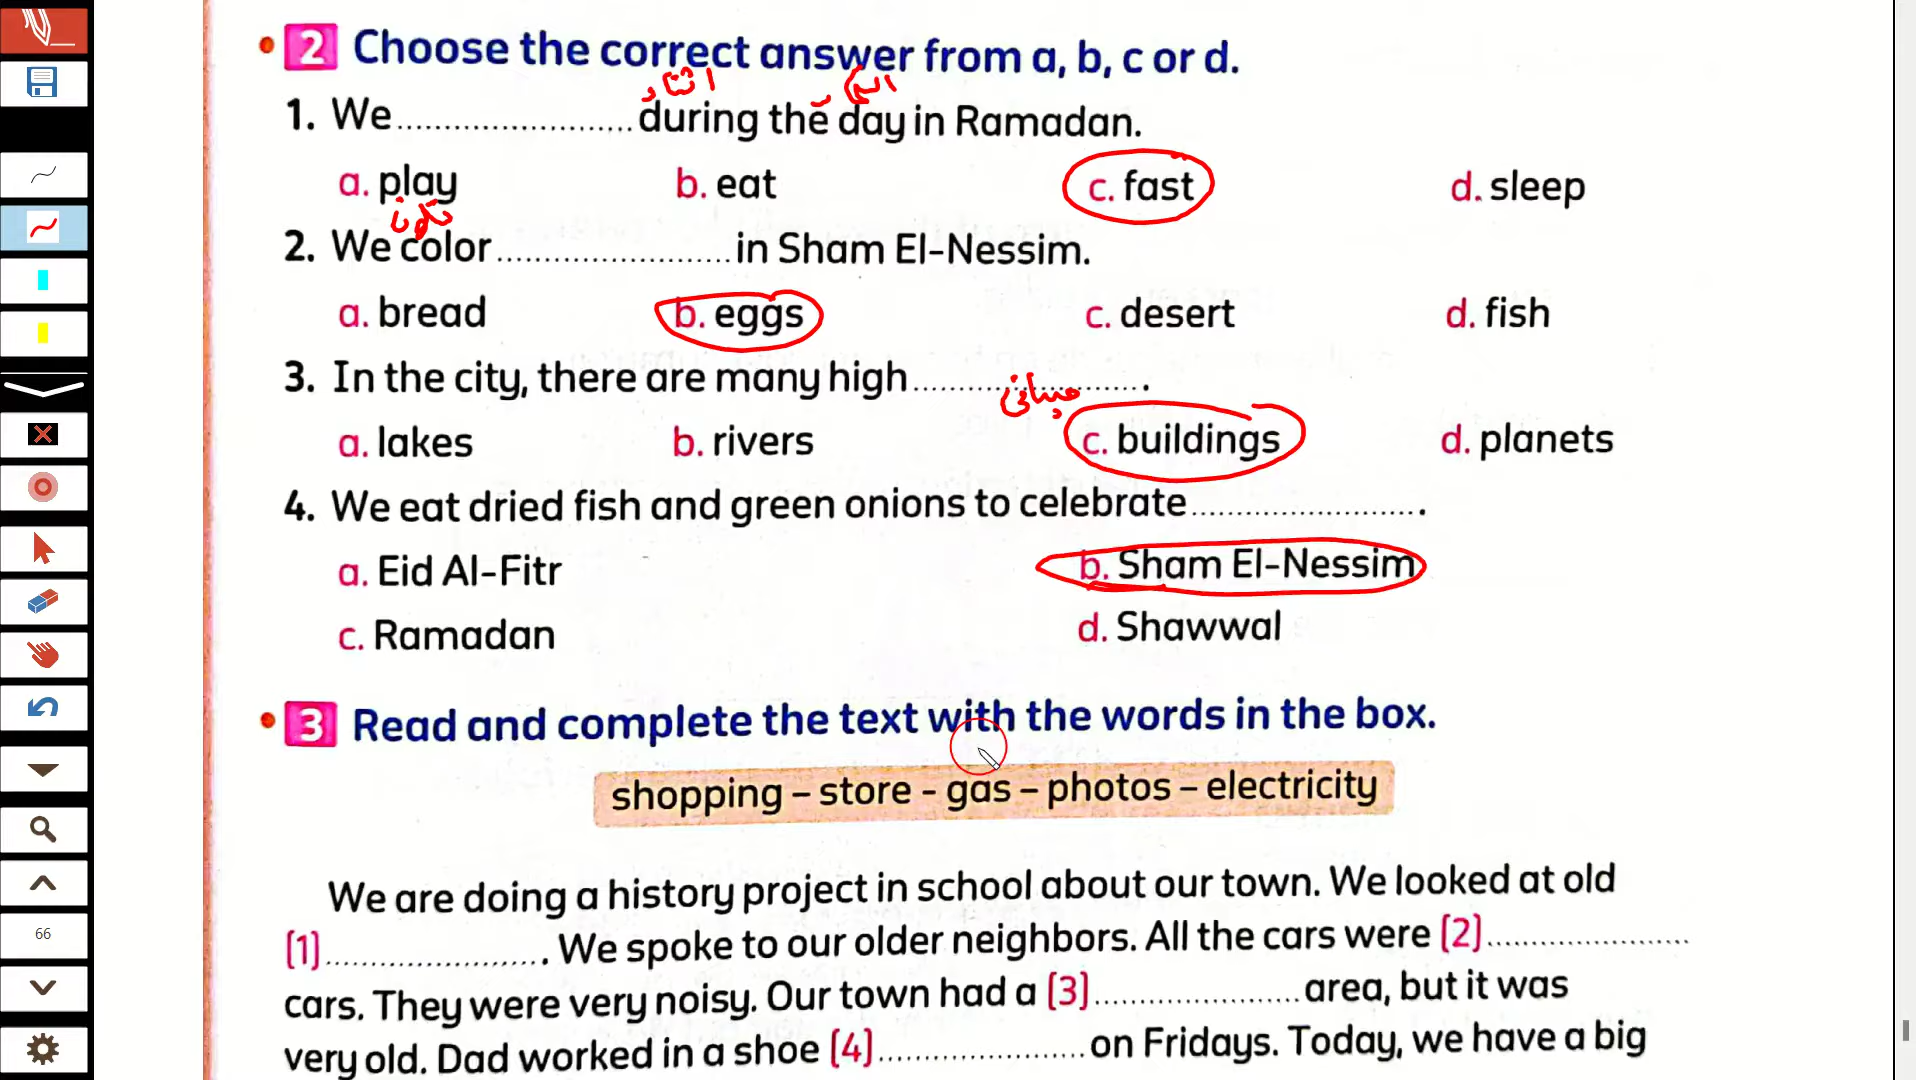 2 Choose the correct answer from a, b, c or d.
اثناء اليوم
1. We ........................ during the day in Ramadan.
a. play b. eat c. fast d. sleep
نلون
2. We color ........................ in Sham El-Nessim.
a. bread b. eggs c. desert d. fish
3. In the city, there are many high ........................ .
مباني
a. lakes b. rivers c. buildings d. planets
4. We eat dried fish and green onions to celebrate ........................ .
a. Eid Al-Fitr b. Sham El-Nessim
c. Ramadan d. Shawwal
3 Read and complete the text with the words in the box.
shopping – store - gas – photos – electricity
We are doing a history project in school about our town. We looked at old
(1) ...................... . We spoke to our older neighbors. All the cars were (2) .....................
cars. They were very noisy. Our town had a (3) ..................... area, but it was
very old. Dad worked in a shoe (4) ..................... on Fridays. Today, we have a big
66